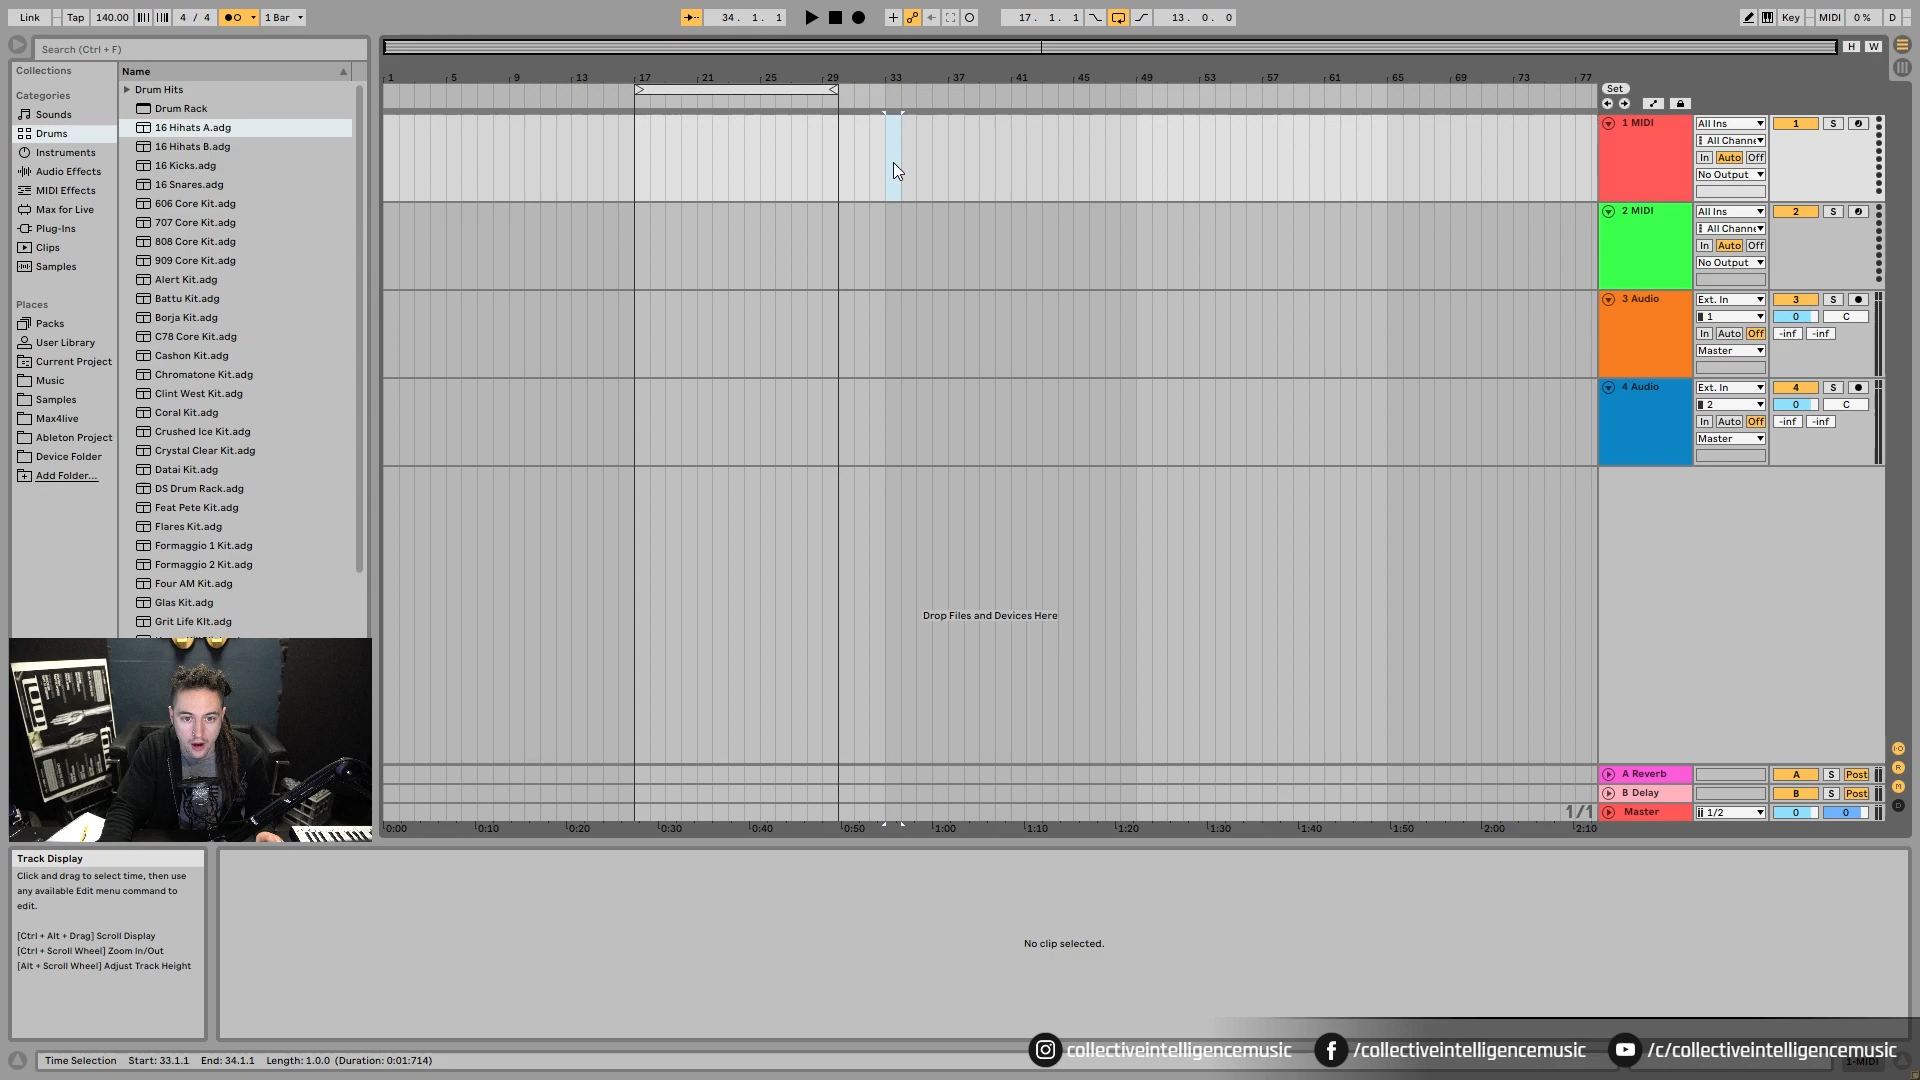 Link Tap 140.00 4 / 4 1 Bar 34. 1. 1 17. 1. 1 13. 0. 0 Key MIDI 0 % D
Search (Ctrl + F)
H W
Collections
Categories
Sounds
Drums
Instruments
Audio Effects
MIDI Effects
Max for Live
Plug-Ins
Clips
Samples
Places
Packs
User Library
Current Project
Music
Samples
Max4live
Ableton Project
Device Folder
Add Folder...
Name
Drum Hits
Drum Rack
16 Hihats A.adg
16 Hihats B.adg
16 Kicks.adg
16 Snares.adg
606 Core Kit.adg
707 Core Kit.adg
808 Core Kit.adg
909 Core Kit.adg
Alert Kit.adg
Battu Kit.adg
Borja Kit.adg
C78 Core Kit.adg
Cashon Kit.adg
Chromatone Kit.adg
Clint West Kit.adg
Coral Kit.adg
Crushed Ice Kit.adg
Crystal Clear Kit.adg
Datai Kit.adg
DS Drum Rack.adg
Feat Pete Kit.adg
Flares Kit.adg
Formaggio 1 Kit.adg
Formaggio 2 Kit.adg
Four AM Kit.adg
Glas Kit.adg
Grit Life KIt.adg
1 5 9 13 17 21 25 29 33 37 41 45 49 53 57 61 65 69 73 77
Set
1 MIDI All Ins 1 S
All Channe
In Auto Off
No Output
2 MIDI All Ins 2 S
All Channe
In Auto Off
No Output
3 Audio Ext. In 3 S
1 0 C
In Auto Off -inf -inf
Master
4 Audio Ext. In 4 S
2 0 C
In Auto Off -inf -inf
Master
Drop Files and Devices Here
A Reverb A S Post
B Delay B S Post
1/1 Master 1/2 0 0
0:00 0:10 0:20 0:30 0:40 0:50 1:00 1:10 1:20 1:30 1:40 1:50 2:00 2:10
I·O
R
M
D
Track Display
Click and drag to select time, then use
any available Edit menu command to
edit.
[Ctrl + Alt + Drag] Scroll Display
[Ctrl + Scroll Wheel] Zoom In/Out
[Alt + Scroll Wheel] Adjust Track Height
No clip selected.
Time Selection Start: 33.1.1 End: 34.1.1 Length: 1.0.0 (Duration: 0:01:714)
collectiveintelligencemusic /collectiveintelligencemusic /c/collectiveintelligencemusic
1-MIDI